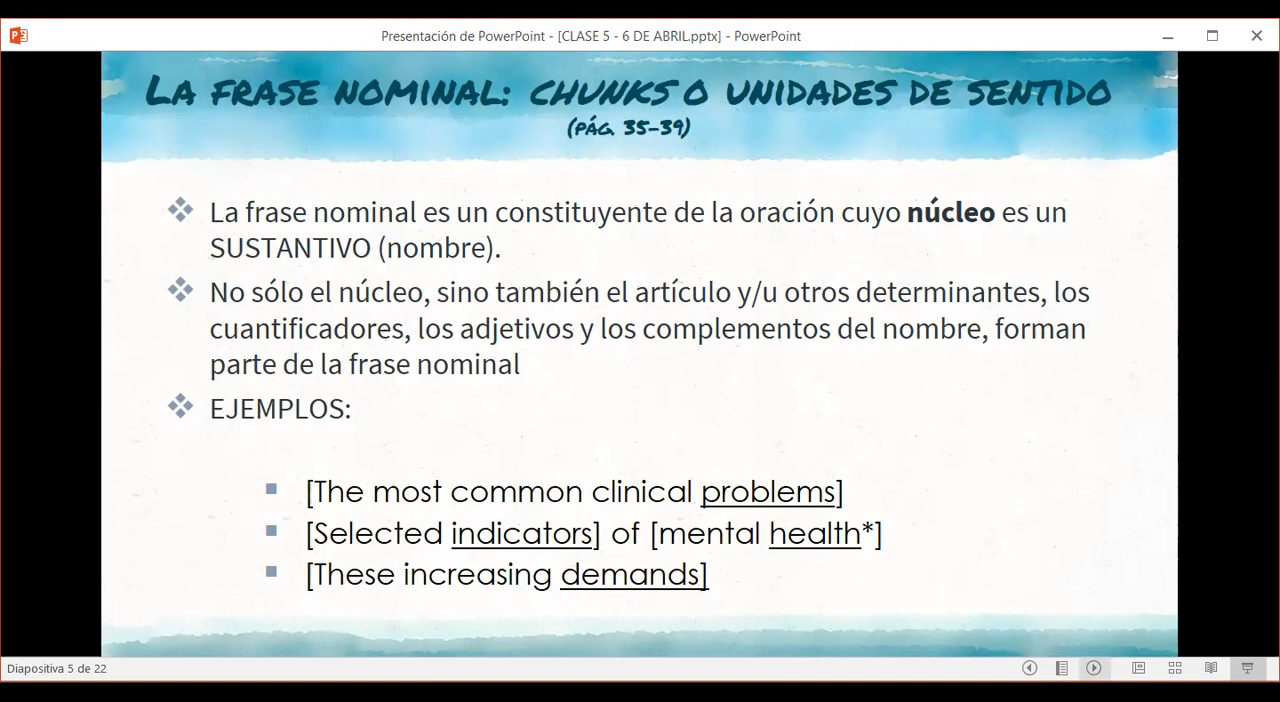 Presentación de PowerPoint - [CLASE 5 - 6 DE ABRIL.pptx] - PowerPoint
LA FRASE NOMINAL: CHUNKS O UNIDADES DE SENTIDO
(PÁG. 35-39)
La frase nominal es un constituyente de la oración cuyo núcleo es un
SUSTANTIVO (nombre).
No sólo el núcleo, sino también el artículo y/u otros determinantes, los
cuantificadores, los adjetivos y los complementos del nombre, forman
parte de la frase nominal
EJEMPLOS:
[The most common clinical problems]
[Selected indicators] of [mental health*]
[These increasing demands]
Diapositiva 5 de 22